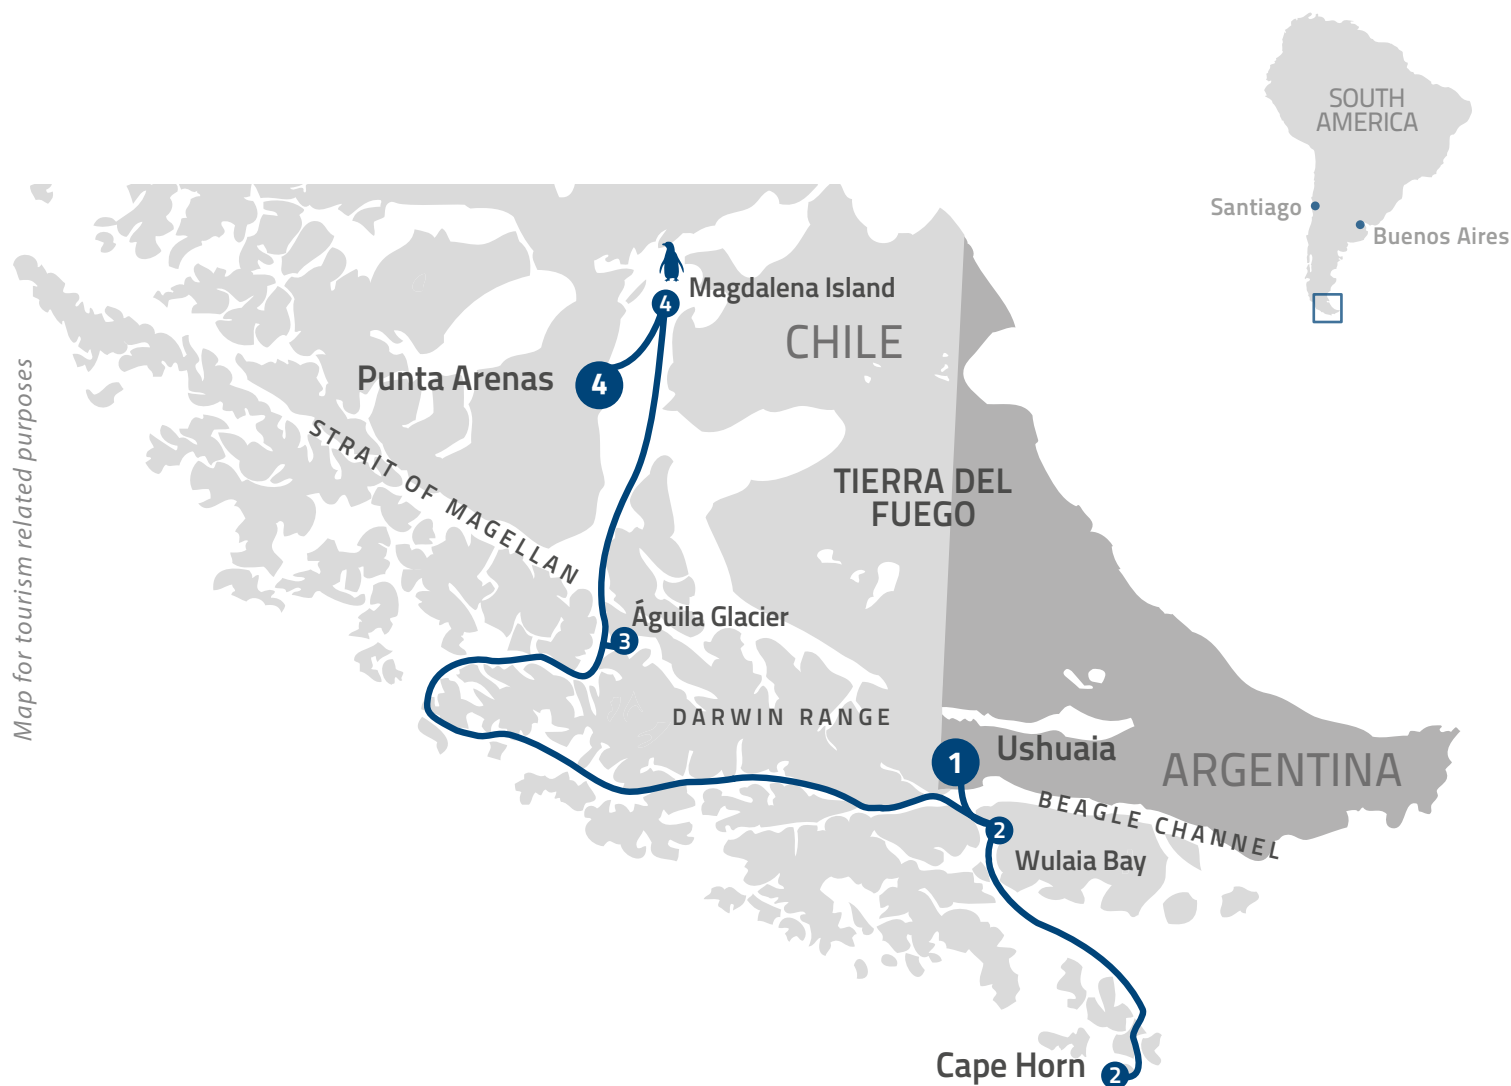 SOUTH
AMERICA
Santiago
Buenos Aires
Magdalena Island
4
CHILE
Punta Arenas
4
Map for tourism related purposes
STRAIT OF MAGELLAN
TIERRA DEL
FUEGO
Águila Glacier
3
DARWIN RANGE
1
Ushuaia
ARGENTINA
BEAGLE CHANNEL
2
Wulaia Bay
Cape Horn
2